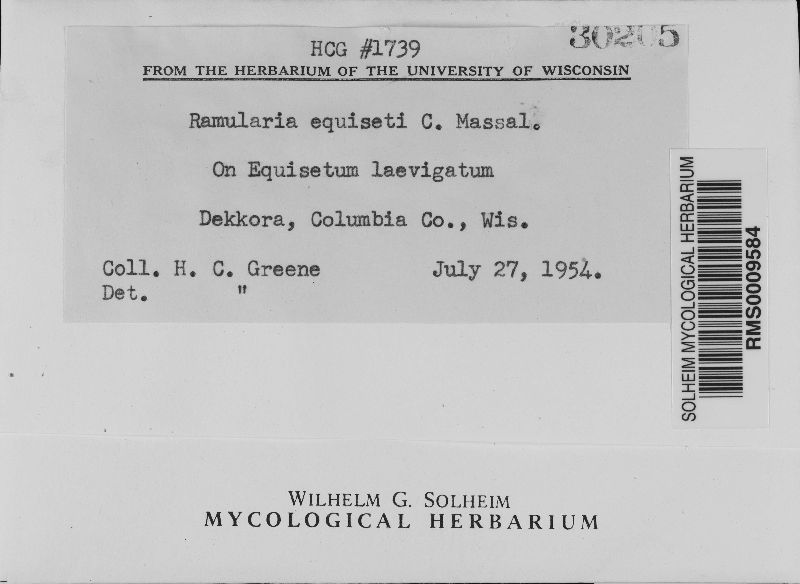 HCG #1739
FROM THE HERBARIUM OF THE UNIVERSITY OF WISCONSIN
Ramularia equiseti C. Massal.
On Equisetum laevigatum
Dekkora, Columbia Co., Wis.
Coll. H. C. Greene July 27, 1954.
Det. "
SOLHEIM MYCOLOGICAL HERBARIUM
RMS0009584
WILHELM G. SOLHEIM
MYCOLOGICAL HERBARIUM